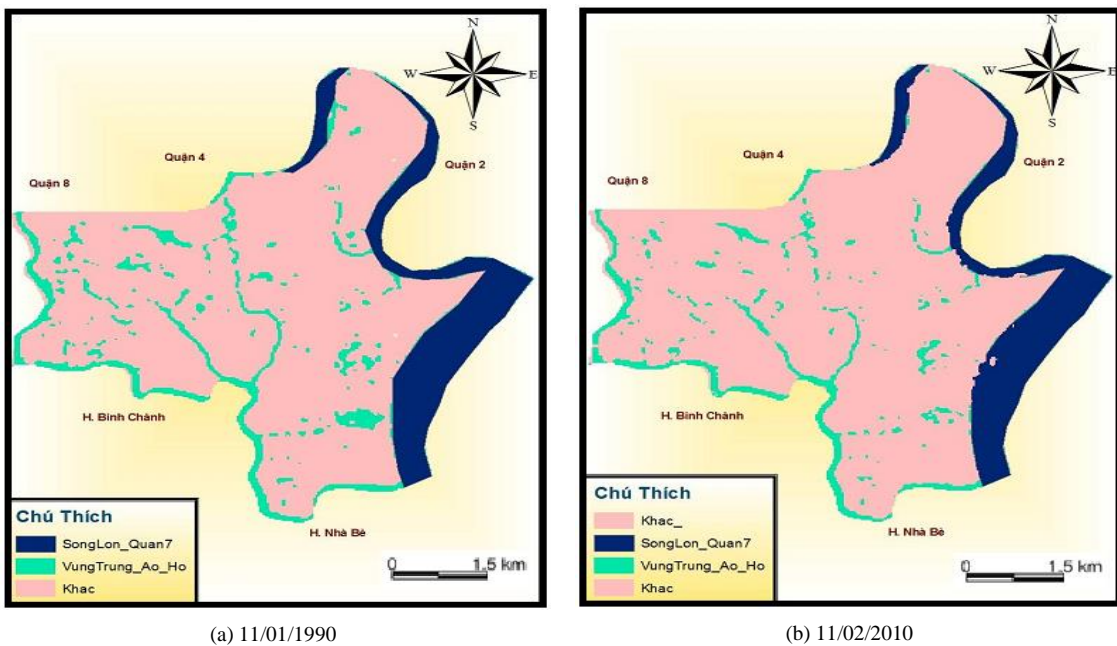 N
W E
S
Quận 4
Quận 2
Quận 8
H. Bình Chánh
H. Nhà Bè
Chú Thích
SongLon_Quan7
VungTrung_Ao_Ho
Khac
0 1.5 km
(a) 11/01/1990
N
W E
S
Quận 4
Quận 2
Quận 8
H. Bình Chánh
H. Nhà Bè
Chú Thích
Khac_
SongLon_Quan7
VungTrung_Ao_Ho
Khac
0 1.5 km
(b) 11/02/2010